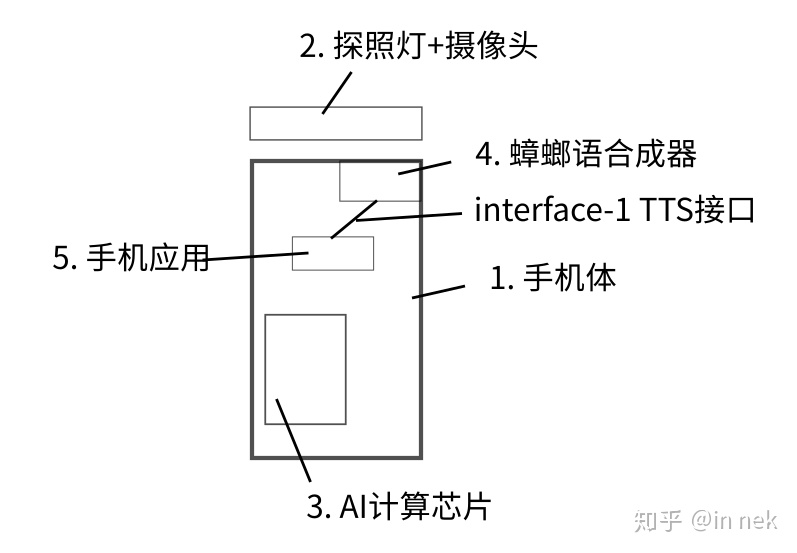 2. 探照灯+摄像头
4. 蟑螂语合成器
interface-1 TTS接口
5. 手机应用
1. 手机体
3. AI计算芯片
知乎 @in nek